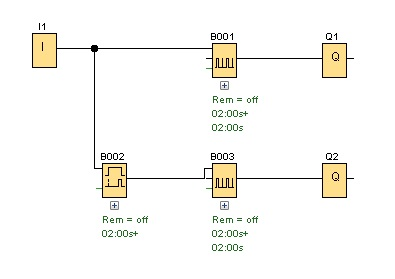 I1
I
B001
Rem = off
02:00s+
02:00s
Q1
Q
B002
Rem = off
02:00s+
B003
Rem = off
02:00s+
02:00s
Q2
Q